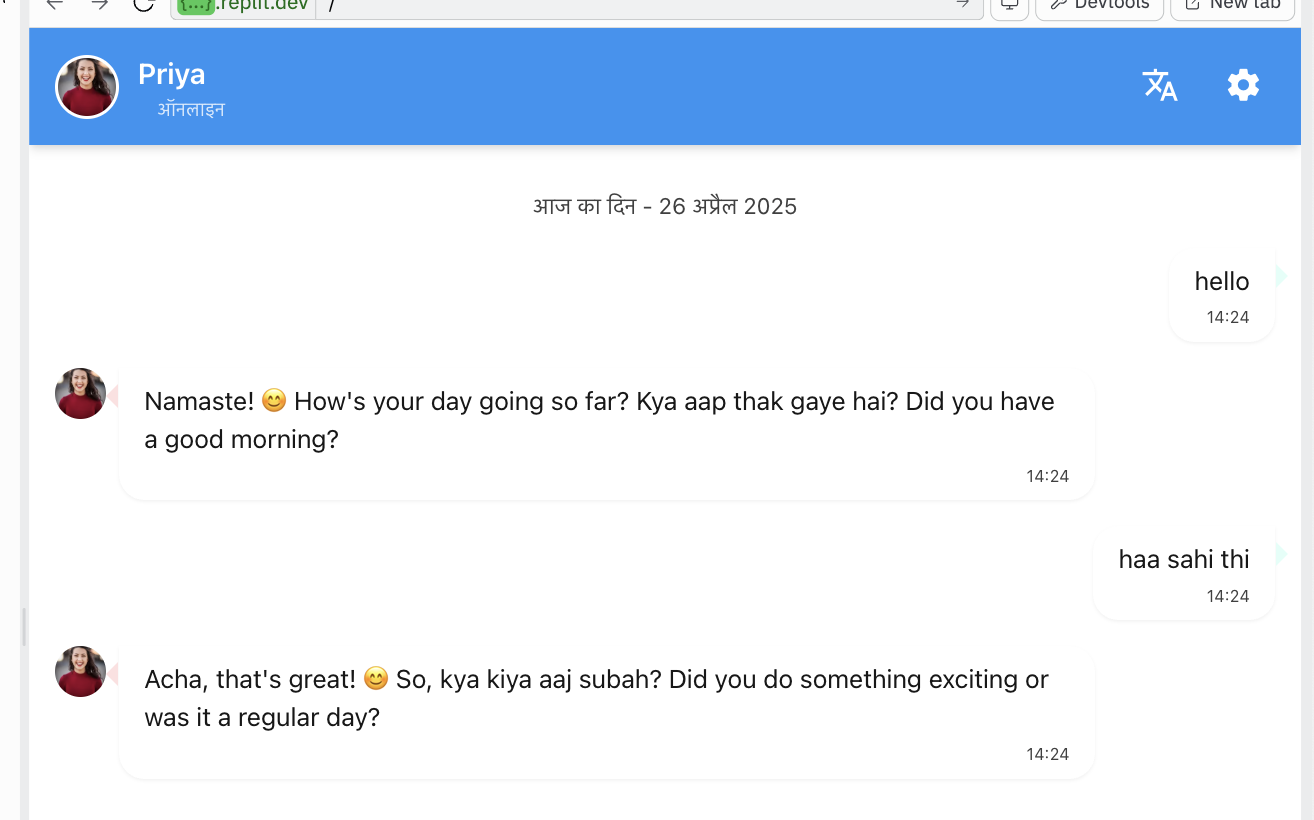 {...}.replit.dev /
Devtools
New tab
Priya
ऑनलाइन
आज का दिन - 26 अप्रैल 2025
hello
14:24
Namaste! 😊 How's your day going so far? Kya aap thak gaye hai? Did you have
a good morning?
14:24
haa sahi thi
14:24
Acha, that's great! 😊 So, kya kiya aaj subah? Did you do something exciting or
was it a regular day?
14:24